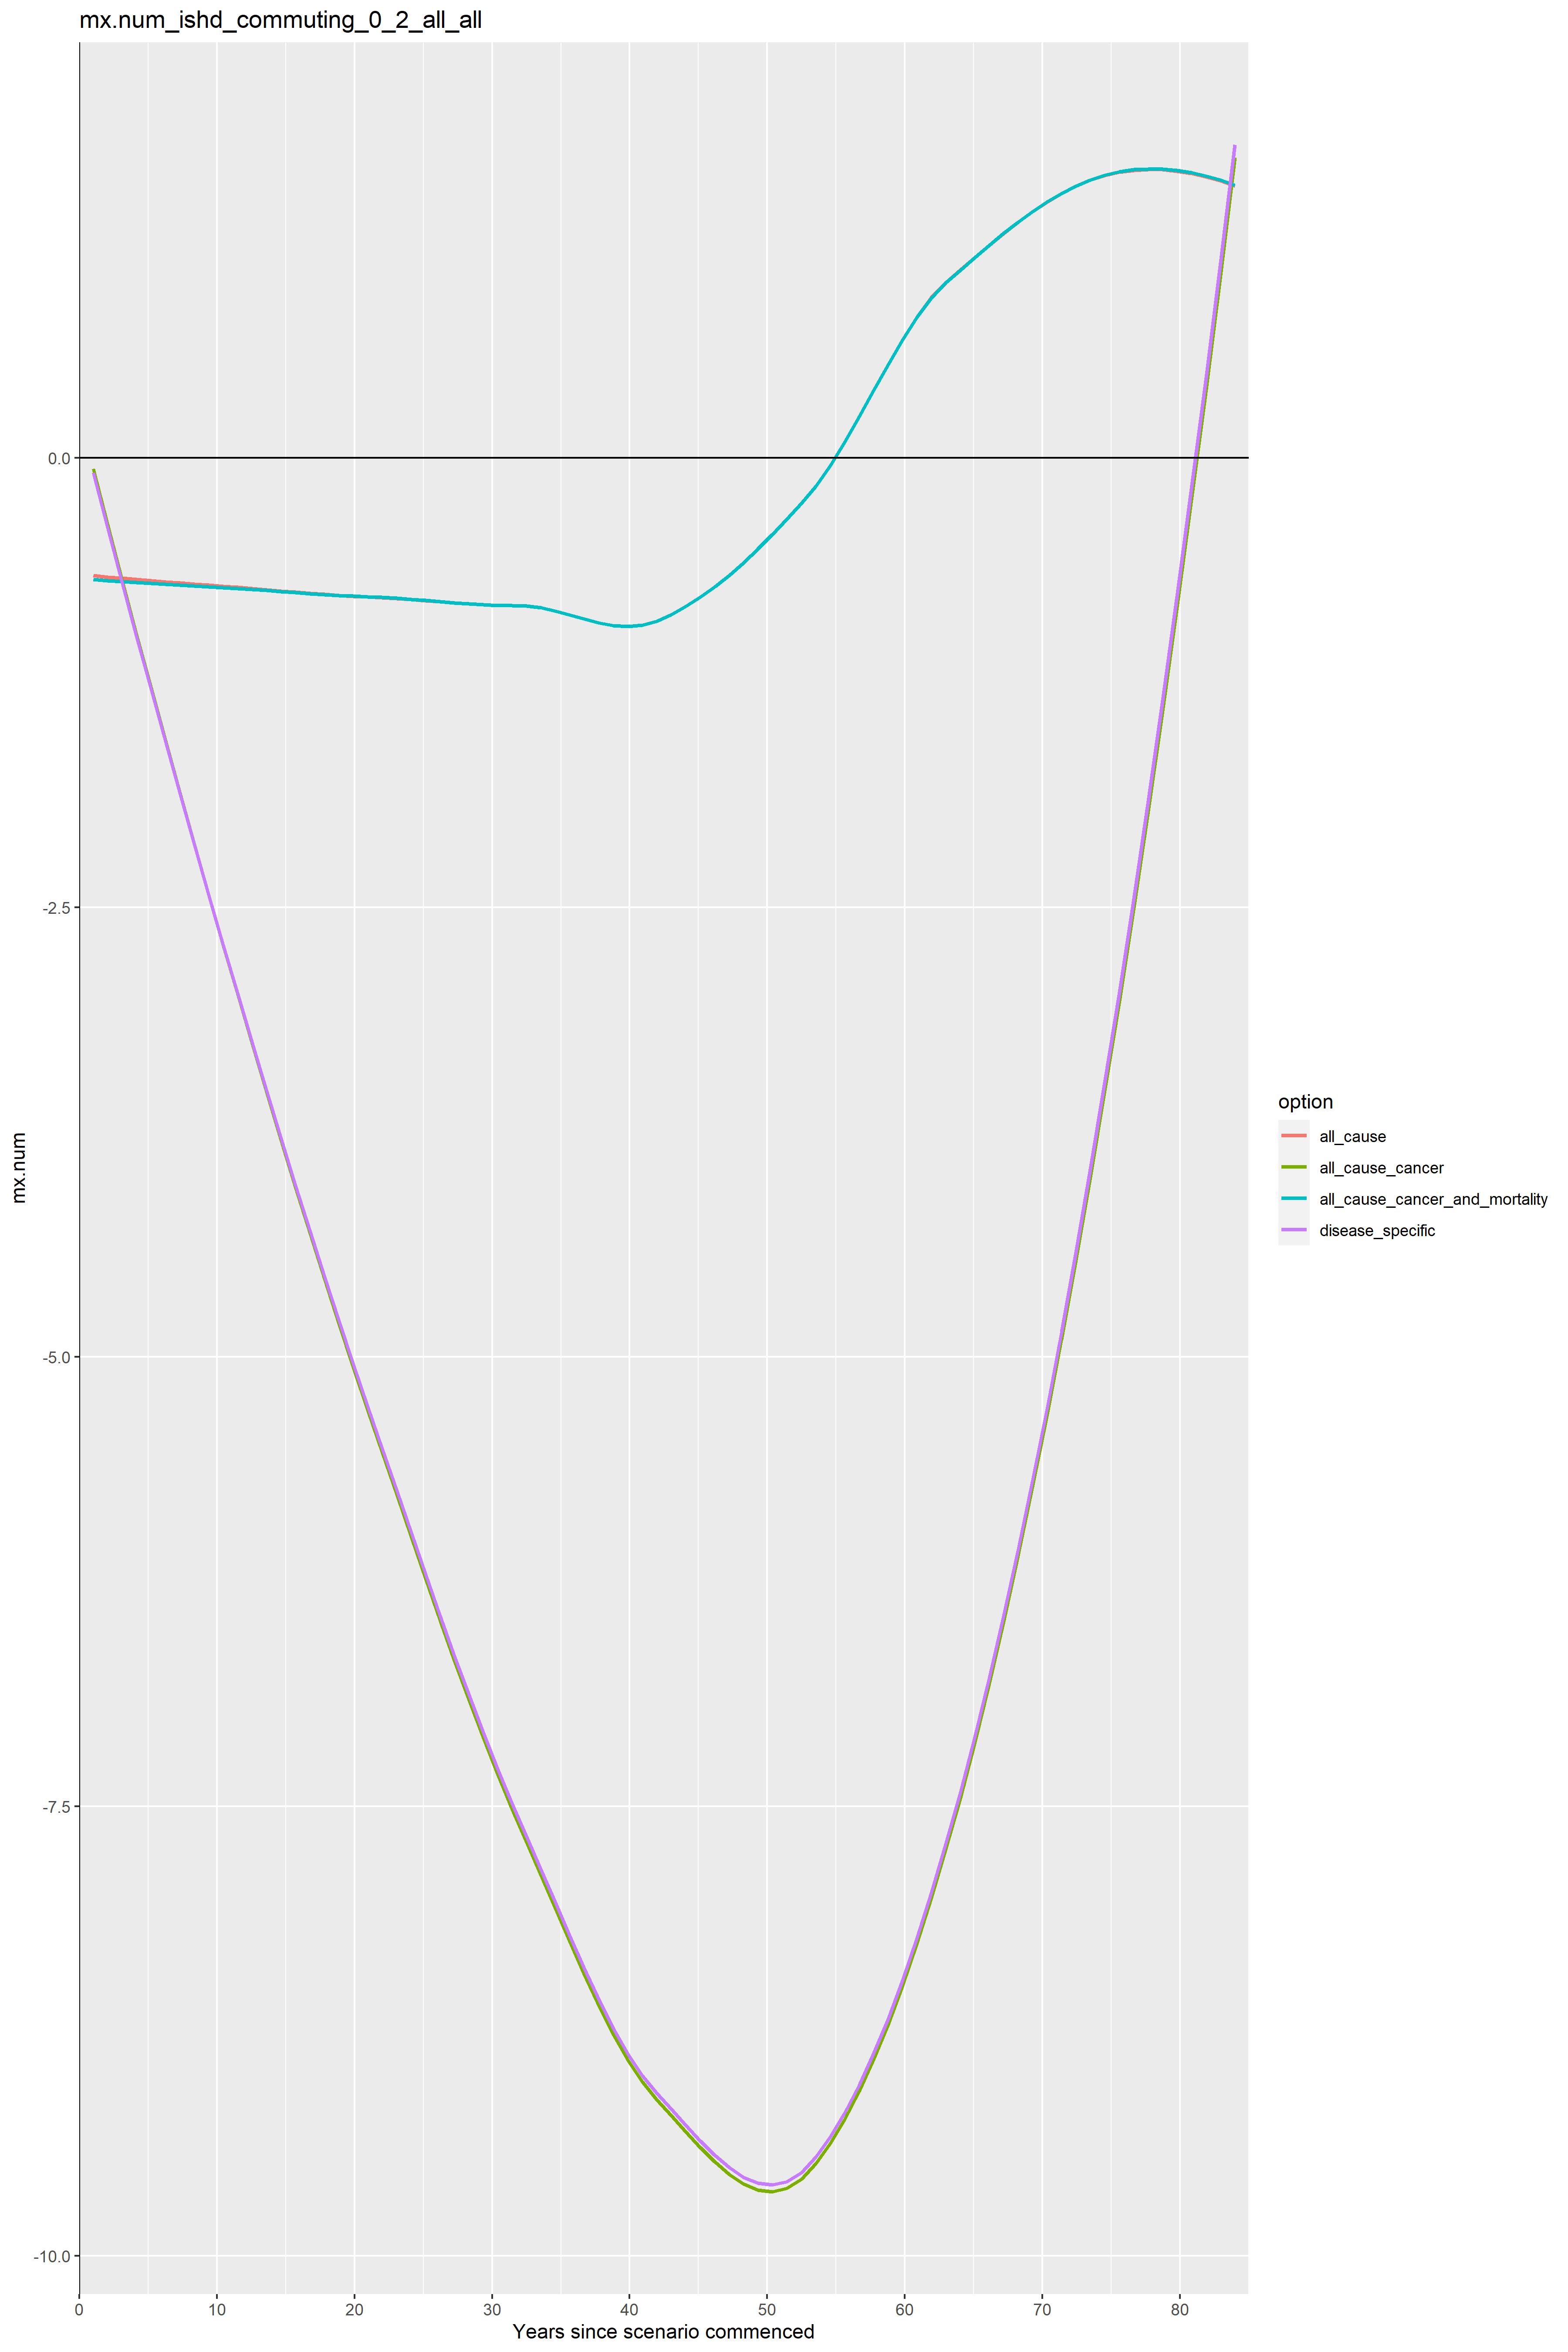 mx.num_ishd_commuting_0_2_all_all
0.0
-2.5
-5.0
-7.5
-10.0
mx.num
0 10 20 30 40 50 60 70 80
Years since scenario commenced
option
all_cause
all_cause_cancer
all_cause_cancer_and_mortality
disease_specific